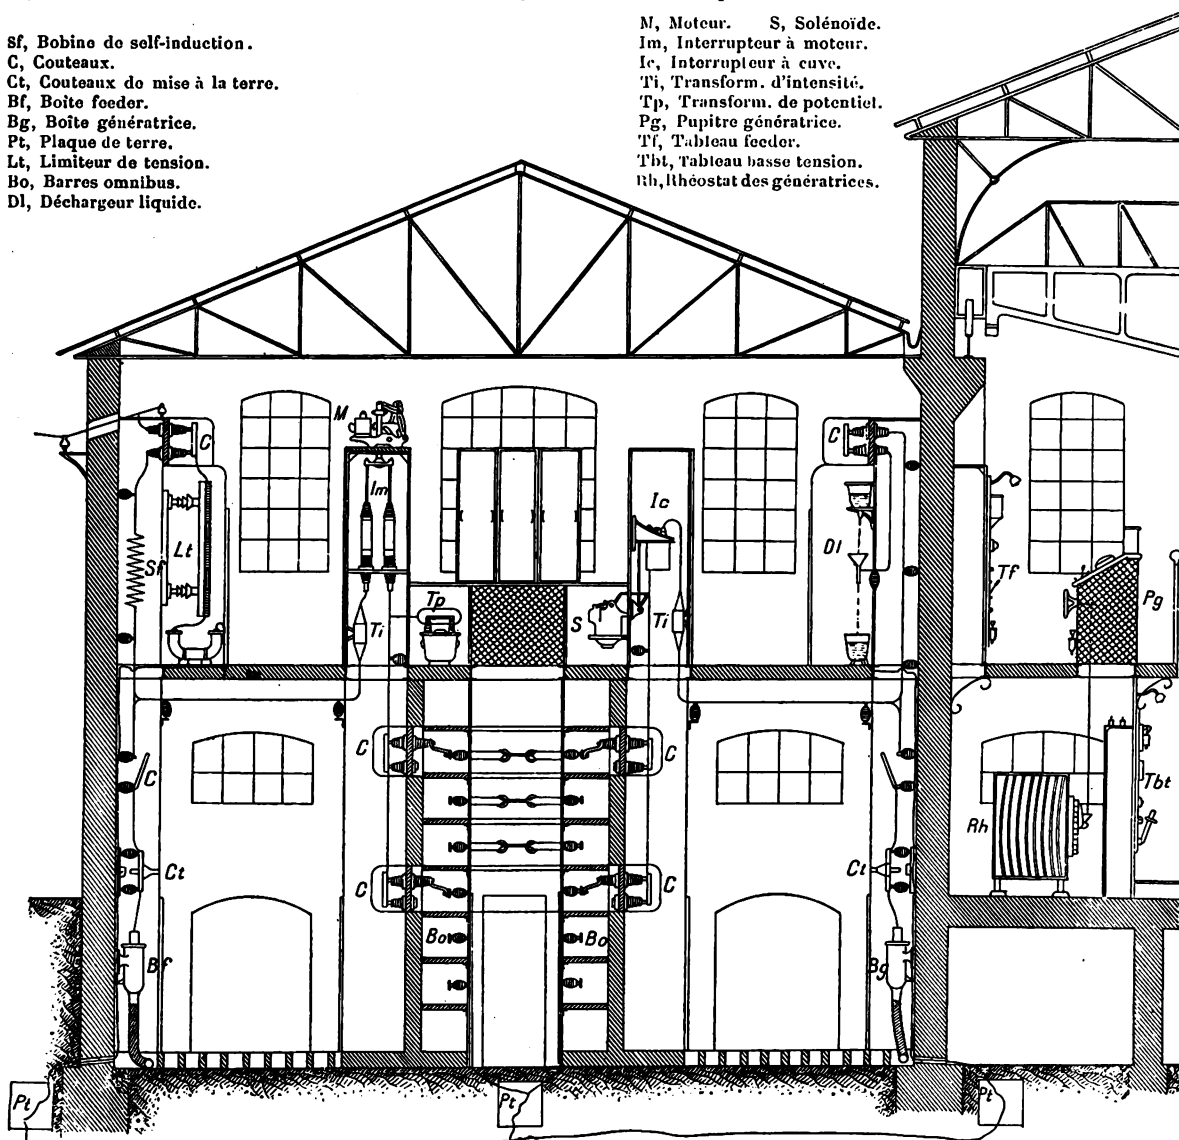 Sf, Bobine de self-induction.
C, Couteaux.
Ct, Couteaux de mise à la terre.
Bf, Boîte feeder.
Bg, Boîte génératrice.
Pt, Plaque de terre.
Lt, Limiteur de tension.
Bo, Barres omnibus.
Dl, Déchargeur liquide.
M, Moteur. S, Solénoïde.
Im, Interrupteur à moteur.
Ic, Interrupteur à cuve.
Ti, Transform. d'intensité.
Tp, Transform. de potentiel.
Pg, Pupitre génératrice.
Tf, Tableau feeder.
Tbt, Tableau basse tension.
Rh, Rhéostat des génératrices.
M
C
C
Im
Ic
Lt
Sf
Dl
Tf
Tp
Pg
S
Ti
Ti
C
C
C
C
Tbt
Rh
Ct
Ct
C
C
Bo
Bo
Bf
Bg
Pt
Pt
Pt